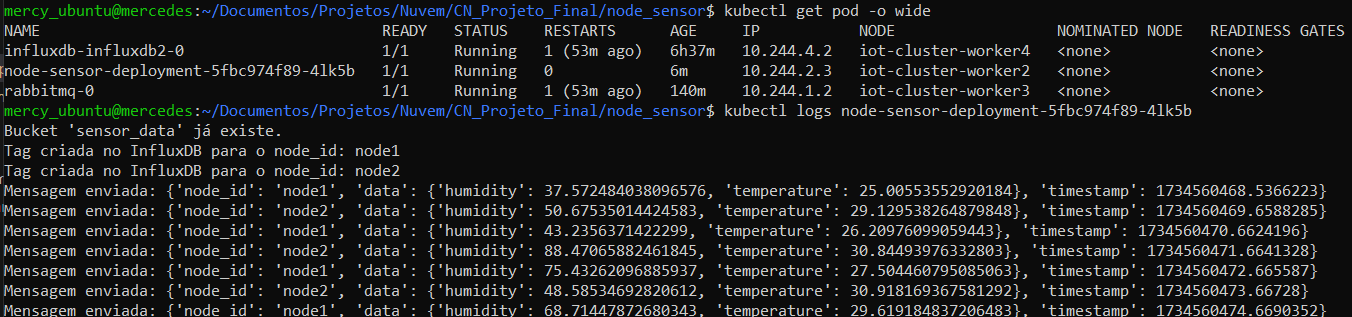 mercy_ubuntu@mercedes:~/Documentos/Projetos/Nuvem/CN_Projeto_Final/node_sensor$ kubectl get pod -o wide
NAME READY STATUS RESTARTS AGE IP NODE NOMINATED NODE READINESS GATES
influxdb-influxdb2-0 1/1 Running 1 (53m ago) 6h37m 10.244.4.2 iot-cluster-worker4 <none> <none>
node-sensor-deployment-5fbc974f89-4lk5b 1/1 Running 0 6m 10.244.2.3 iot-cluster-worker2 <none> <none>
rabbitmq-0 1/1 Running 1 (53m ago) 140m 10.244.1.2 iot-cluster-worker3 <none> <none>
mercy_ubuntu@mercedes:~/Documentos/Projetos/Nuvem/CN_Projeto_Final/node_sensor$ kubectl logs node-sensor-deployment-5fbc974f89-4lk5b
Bucket 'sensor_data' já existe.
Tag criada no InfluxDB para o node_id: node1
Tag criada no InfluxDB para o node_id: node2
Mensagem enviada: {'node_id': 'node1', 'data': {'humidity': 37.572484038096576, 'temperature': 25.00553552920184}, 'timestamp': 1734560468.5366223}
Mensagem enviada: {'node_id': 'node2', 'data': {'humidity': 50.67535014424583, 'temperature': 29.129538264879848}, 'timestamp': 1734560469.6588285}
Mensagem enviada: {'node_id': 'node1', 'data': {'humidity': 43.2356371422299, 'temperature': 26.20976099059443}, 'timestamp': 1734560470.6624196}
Mensagem enviada: {'node_id': 'node2', 'data': {'humidity': 88.47065882461845, 'temperature': 30.84493976332803}, 'timestamp': 1734560471.6641328}
Mensagem enviada: {'node_id': 'node1', 'data': {'humidity': 75.43262096885937, 'temperature': 27.504460795085063}, 'timestamp': 1734560472.665587}
Mensagem enviada: {'node_id': 'node2', 'data': {'humidity': 48.58534692820612, 'temperature': 30.918169367581292}, 'timestamp': 1734560473.66728}
Mensagem enviada: {'node_id': 'node1', 'data': {'humidity': 68.71447872680343, 'temperature': 29.619184837206483}, 'timestamp': 1734560474.6690352}